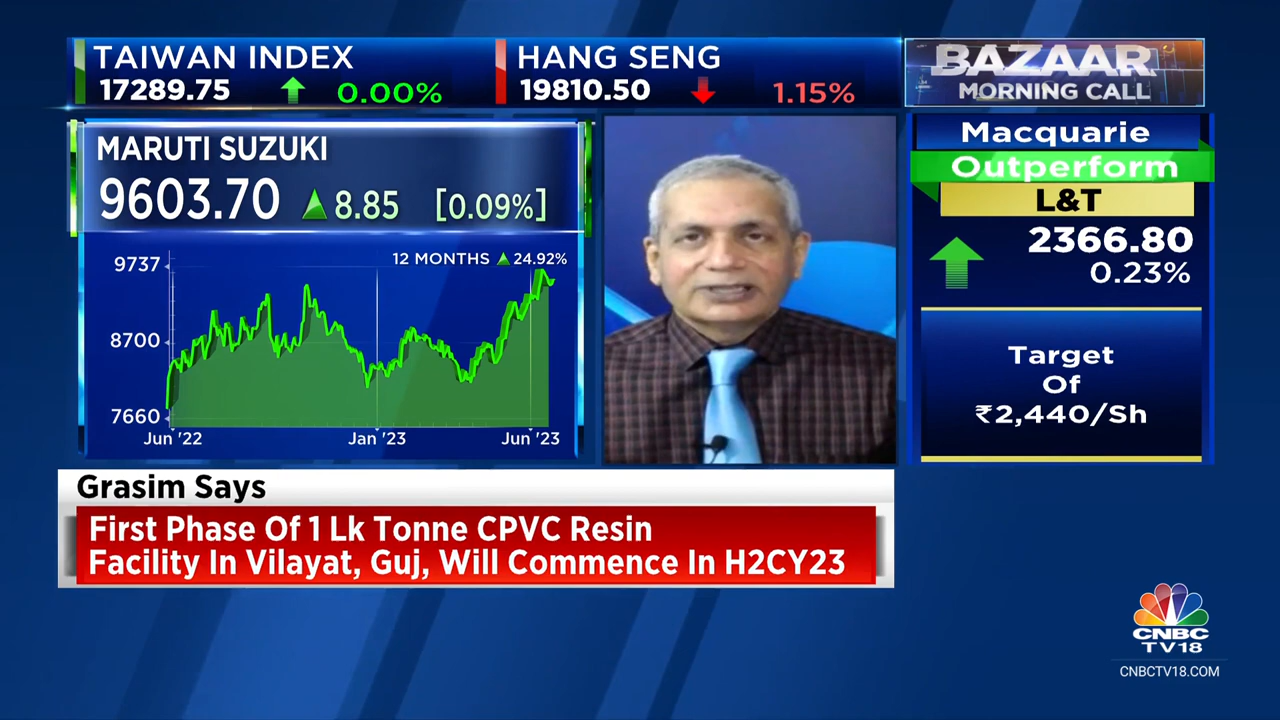 TAIWAN INDEX
17289.75 0.00%
HANG SENG
19810.50 1.15%
BAZAAR
MORNING CALL
MARUTI SUZUKI
9603.70 8.85 [0.09%]
12 MONTHS 24.92%
9737
8700
7660
Jun '22 Jan '23 Jun '23
Macquarie
Outperform
L&T
2366.80
0.23%
Target
Of
₹2,440/Sh
Grasim Says
First Phase Of 1 Lk Tonne CPVC Resin
Facility In Vilayat, Guj, Will Commence In H2CY23
CNBC
TV18
CNBCTV18.COM